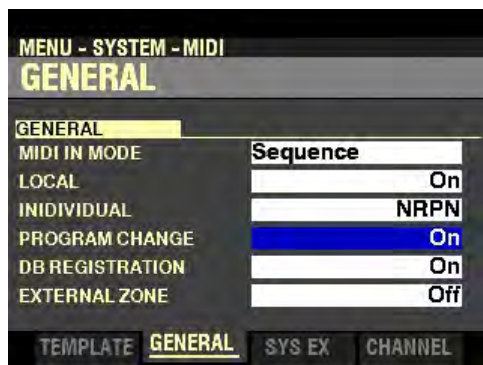 MENU - SYSTEM - MIDI
GENERAL
GENERAL
MIDI IN MODE Sequence
LOCAL On
INIDIVIDUAL NRPN
PROGRAM CHANGE On
DB REGISTRATION On
EXTERNAL ZONE Off
TEMPLATE GENERAL SYS EX CHANNEL